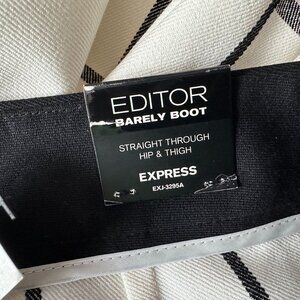 EDITOR
BARELY BOOT
STRAIGHT THROUGH
HIP & THIGH
EXPRESS
EXJ-3295A